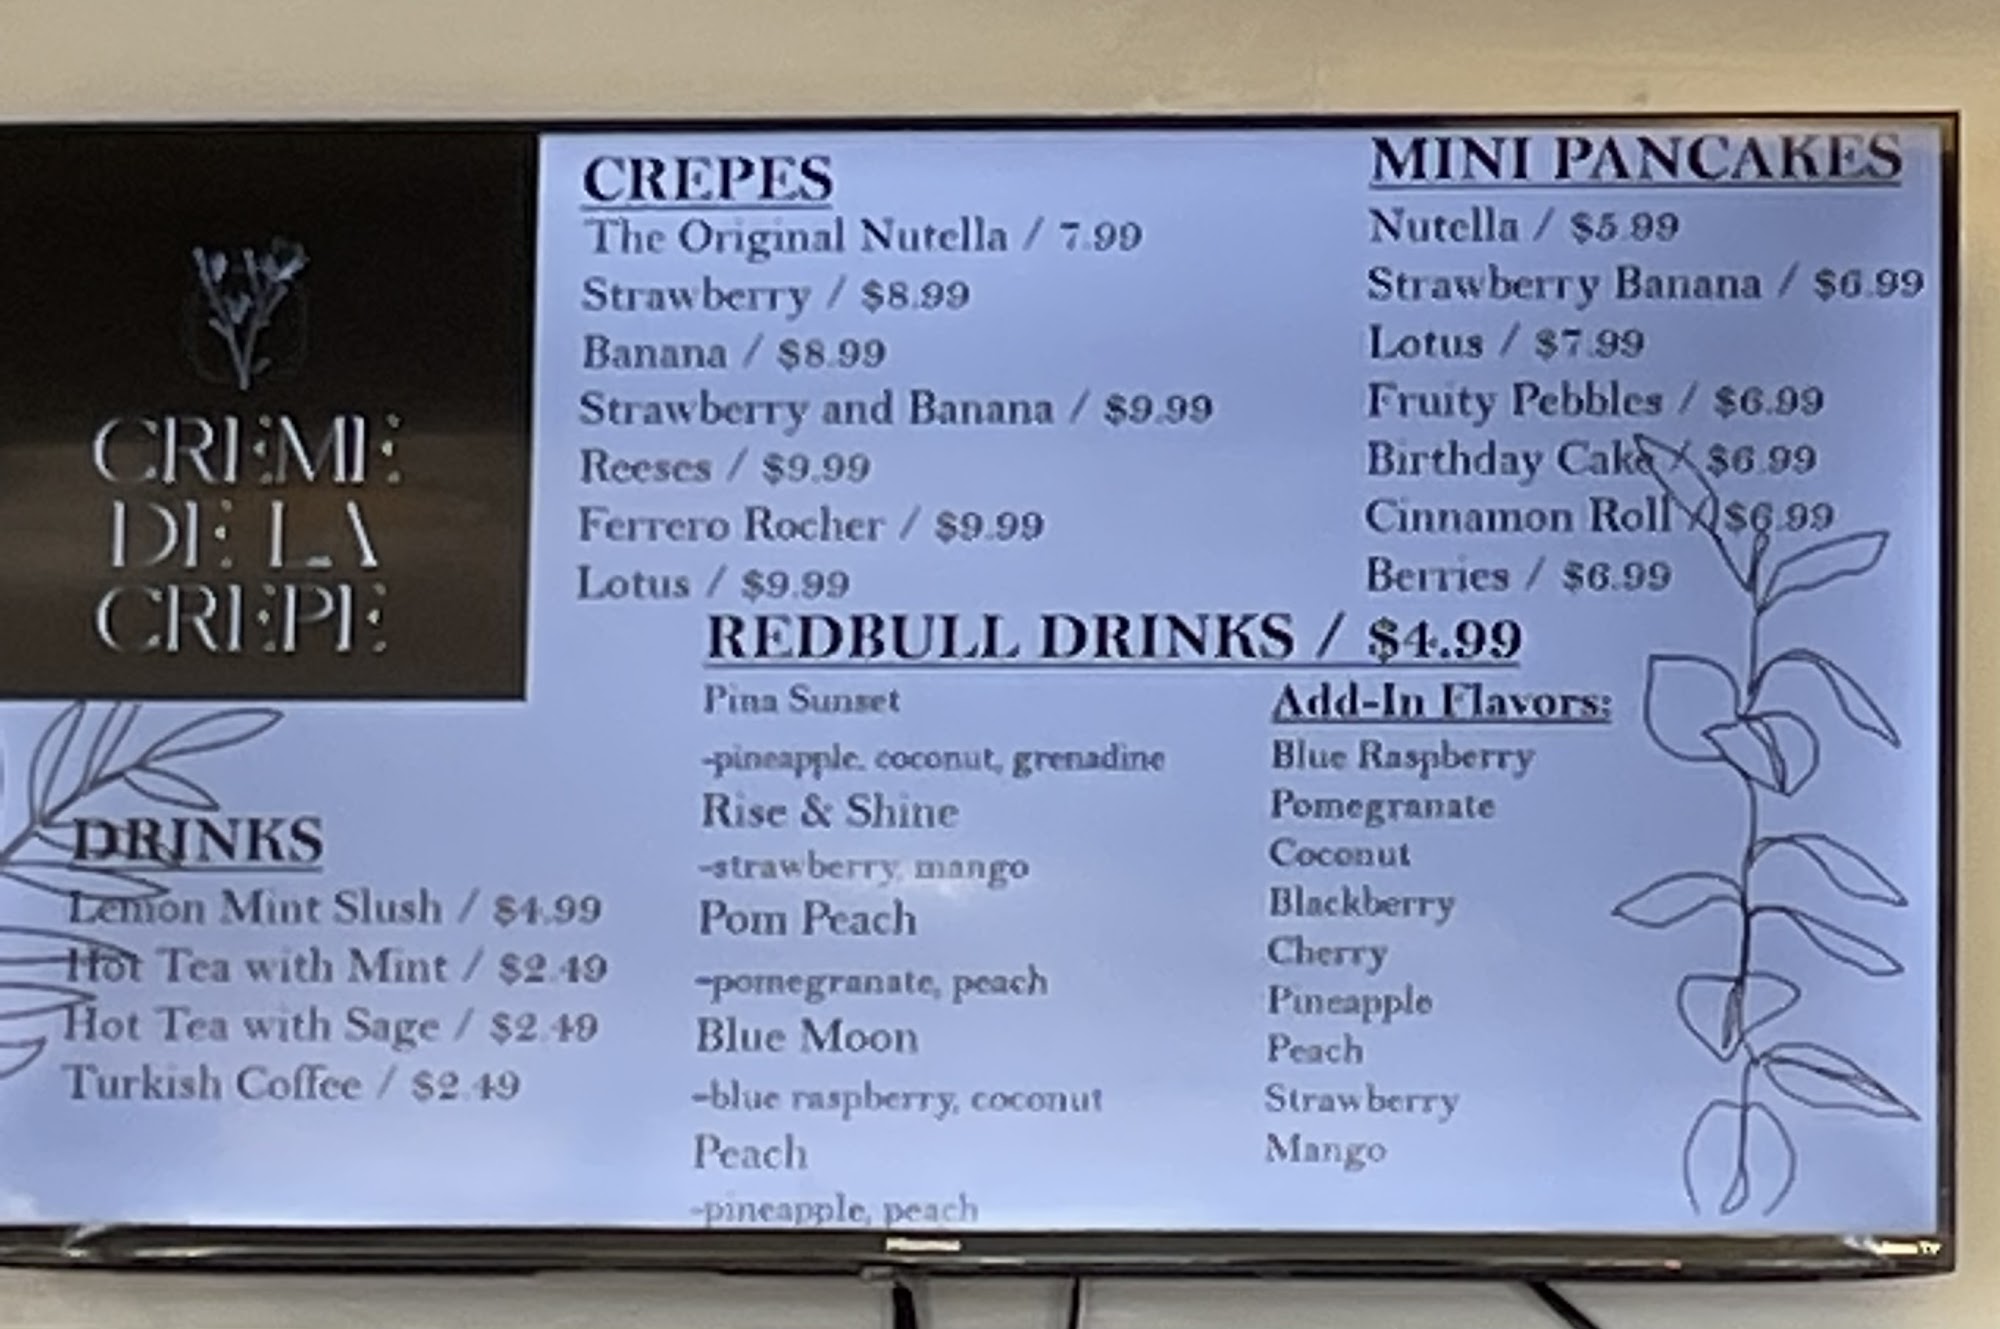 CREME
DE LA
CREPE
CREPES
The Original Nutella / 7.99
Strawberry / $8.99
Banana / $8.99
Strawberry and Banana / $9.99
Reeses / $9.99
Ferrero Rocher / $9.99
Lotus / $9.99
MINI PANCAKES
Nutella / $5.99
Strawberry Banana / $6.99
Lotus / $7.99
Fruity Pebbles / $6.99
Birthday Cake / $6.99
Cinnamon Roll / $6.99
Berries / $6.99
DRINKS
Lemon Mint Slush / $4.99
Hot Tea with Mint / $2.49
Hot Tea with Sage / $2.49
Turkish Coffee / $2.49
REDBULL DRINKS / $4.99
Pina Sunset
-pineapple, coconut, grenadine
Rise & Shine
-strawberry, mango
Pom Peach
-pomegranate, peach
Blue Moon
-blue raspberry, coconut
Peach
-pineapple, peach
Add-In Flavors:
Blue Raspberry
Pomegranate
Coconut
Blackberry
Cherry
Pineapple
Peach
Strawberry
Mango
Hisense
TV